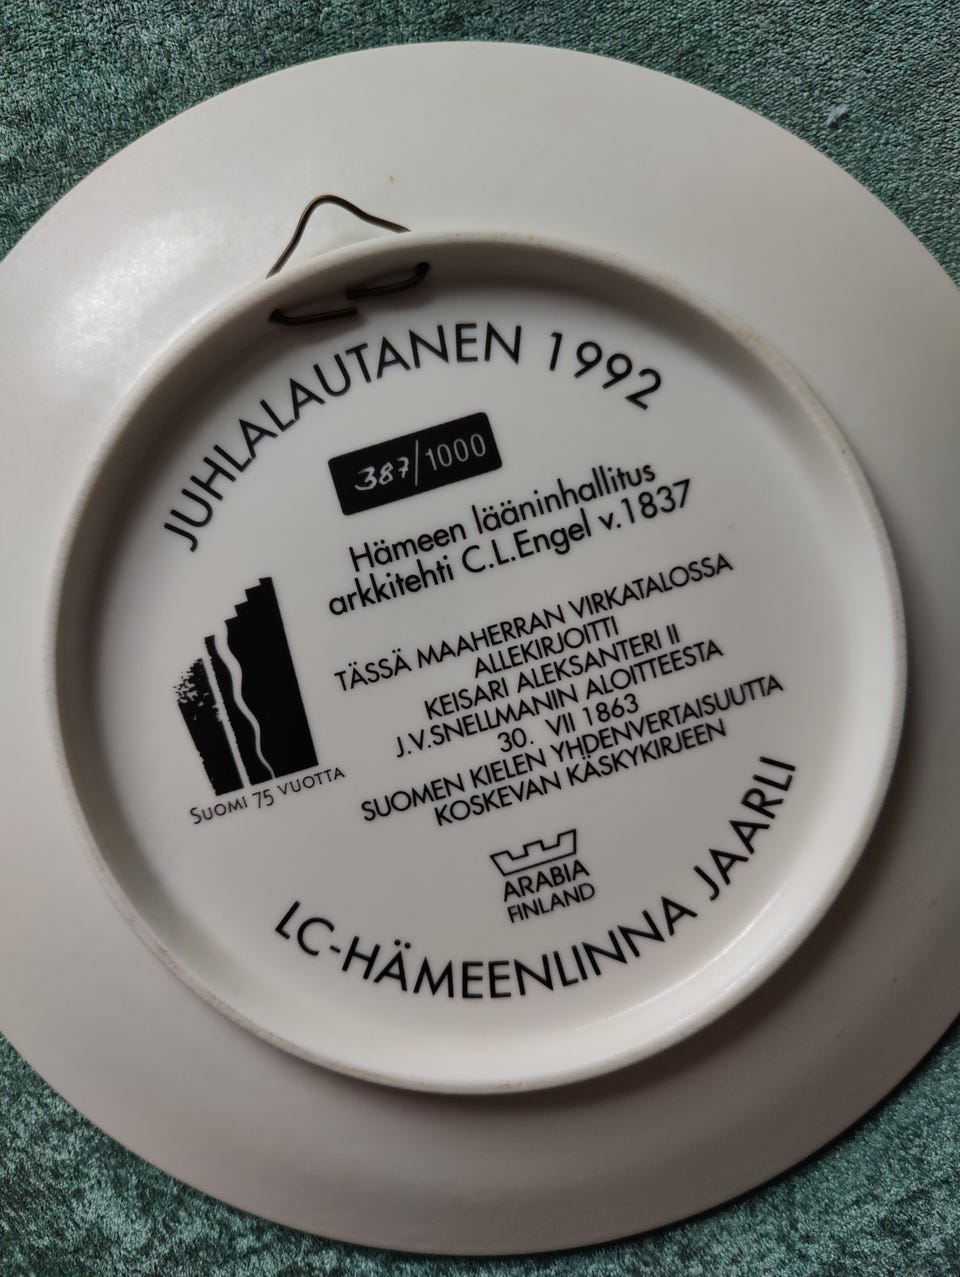 JUHLALAUTANEN 1992
387/1000
Hämeen lääninhallitus
arkkitehti C.L.Engel v.1837
TÄSSÄ MAAHERRAN VIRKATALOSSA
ALLEKIRJOITTI
KEISARI ALEKSANTERI II
J.V.SNELLMANIN ALOITTEESTA
30. VII 1863
SUOMEN KIELEN YHDENVERTAISUUTTA
KOSKEVAN KÄSKYKIRJEEN
SUOMI 75 VUOTTA
ARABIA
FINLAND
LC-HÄMEENLINNA JAARLI